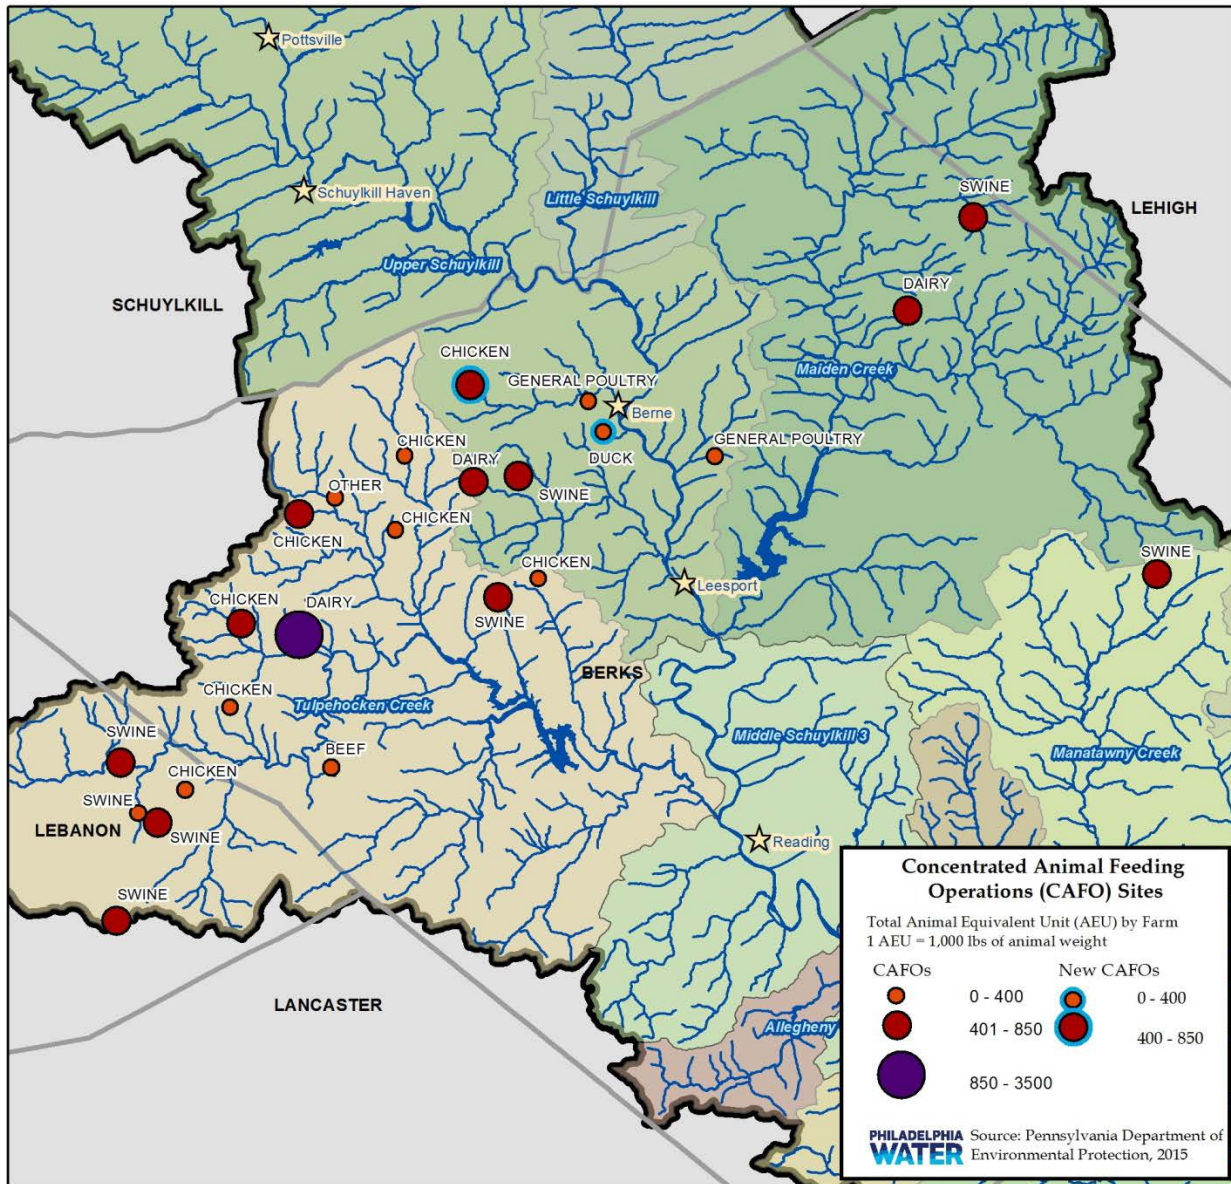 Pottsville
Schuylkill Haven
Little Schuylkill
SWINE
LEHIGH
Upper Schuylkill
SCHUYLKILL
DAIRY
CHICKEN
Maiden Creek
GENERAL POULTRY
Berne
CHICKEN
GENERAL POULTRY
DAIRY
DUCK
OTHER
SWINE
CHICKEN
CHICKEN
CHICKEN
SWINE
Leesport
CHICKEN
DAIRY
SWINE
BERKS
CHICKEN
Tulpehocken Creek
Middle Schuylkill 3
SWINE
BEEF
Manatawny Creek
CHICKEN
SWINE
LEBANON
SWINE
Reading
SWINE
LANCASTER
Allegheny
Concentrated Animal Feeding
Operations (CAFO) Sites
Total Animal Equivalent Unit (AEU) by Farm
1 AEU = 1,000 lbs of animal weight
CAFOs
New CAFOs
0 - 400
0 - 400
401 - 850
400 - 850
850 - 3500
PHILADELPHIA
WATER
Source: Pennsylvania Department of
Environmental Protection, 2015